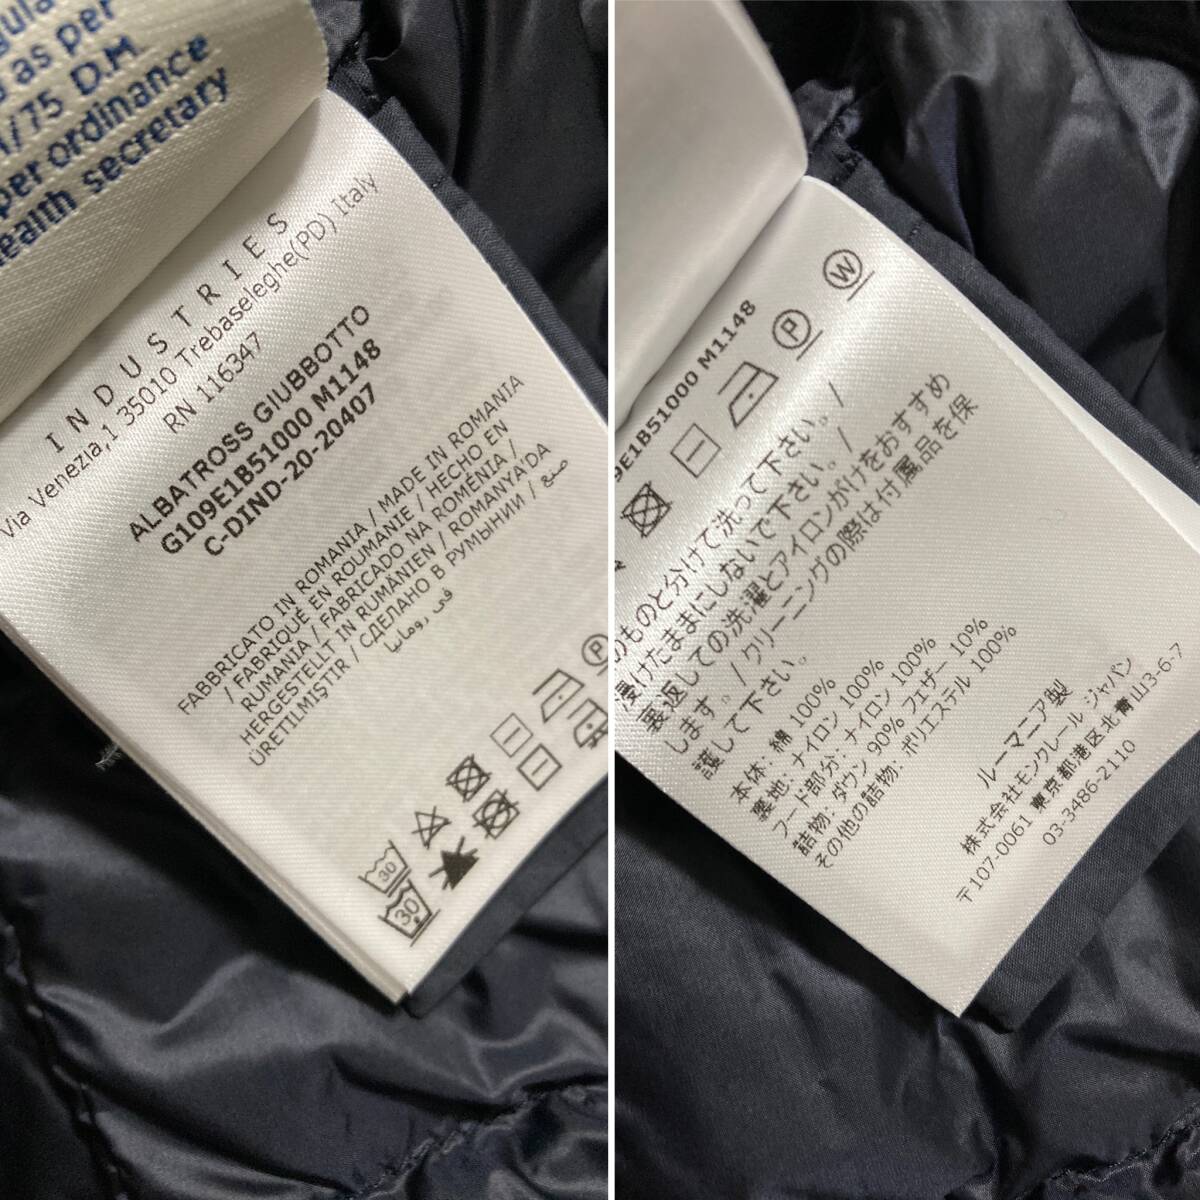 as per
/75 D.M.
per ordinance
health secretary
INDUSTRIES
Via Venezia,1 35010 Trebaseleghe(PD) Italy
RN 116347
ALBATROSS GIUBBOTTO
G109E1B51000 M1148
C-DIND-20-20407
FABBRICATO IN ROMANIA / MADE IN ROMANIA
/ FABRIQUÉ EN ROUMANIE / HECHO EN
RUMANIA / FABRICADO NA ROMÉNIA /
HERGESTELLT IN RUMÄNIEN / ROMANYA'DA
ÜRETILMIŞTIR / СДЕЛАНО В РУМЫНИИ / صنع
في رومانيا
P
30
30
9E1B51000 M1148
P
W
のものと分けて洗って下さい。/
浸けたままにしないで下さい。/
裏返しての洗濯とアイロンがけをおすすめ
します。/クリーニングの際は付属品を保
護して下さい。
本体: 綿 100%
裏地: ナイロン 100%
フード部分: ナイロン 100%
詰物: ダウン 90% フェザー 10%
その他の詰物: ポリエステル 100%
ルーマニア製
株式会社モンクレール ジャパン
〒107-0061 東京都港区北青山3-6-7
03-3486-2110